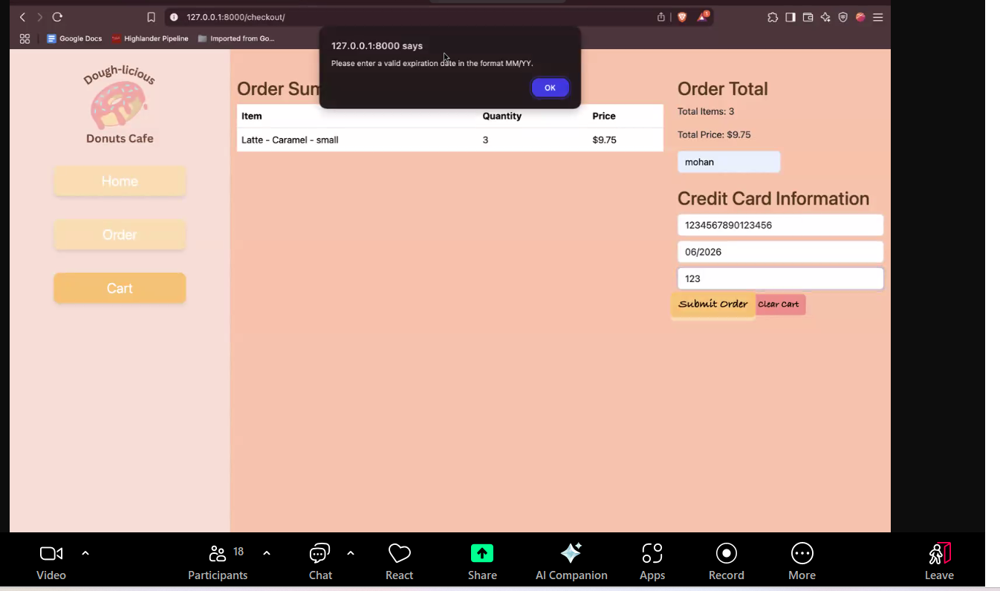 127.0.0.1:8000/checkout/
1
Google Docs
Highlander Pipeline
Imported from Go...
127.0.0.1:8000 says
Please enter a valid expiration date in the format MM/YY.
OK
Dough-licious
Donuts Cafe
Home
Order
Cart
Order Sum
Item Quantity Price
Latte - Caramel - small 3 $9.75
Order Total
Total Items: 3
Total Price: $9.75
mohan
Credit Card Information
1234567890123456
06/2026
123
Submit Order
Clear Cart
18
Video
Participants
Chat
React
Share
AI Companion
Apps
Record
More
Leave